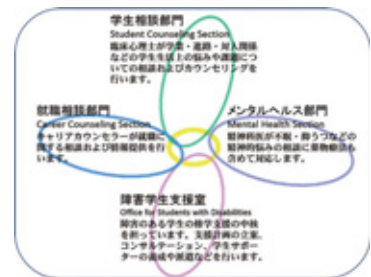 学生相談部門
Student Counseling Section
臨床心理士が学業・進路・対人関係
などの学生生活上の悩みや課題につ
いての相談およびカウンセリングを
行います。
就職相談部門
Career Counseling Section
キャリアカウンセラーが就職に
関する相談および情報提供を行
います。
メンタルヘルス部門
Mental Health Section
精神科医が不眠・抑うつなどの
精神的悩みの相談に薬物療法も
含めて対応します。
障害学生支援室
Office for Students with Disabilities
障害のある学生の修学支援の中核
を担っています。支援計画の立案、
コンサルテーション、学生サポー
ターの養成や派遣などを行います。